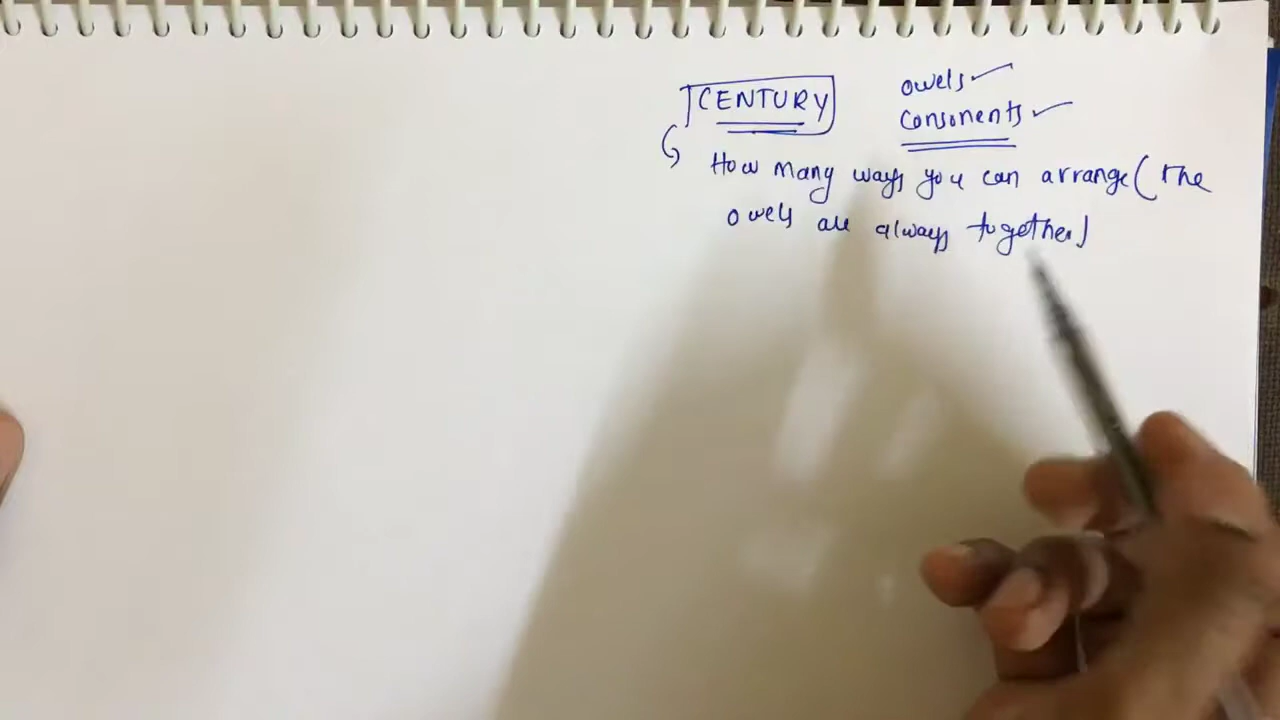 CENTURY
owels
consonents
How many ways you can arrange (The
owels are always together)